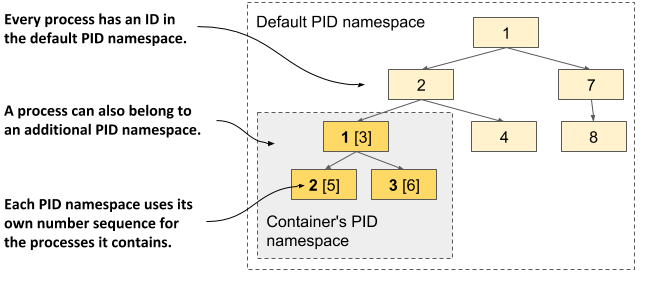 Every process has an ID in
the default PID namespace.
Default PID namespace
1
2
7
A process can also belong to
an additional PID namespace.
1 [3]
4
8
Each PID namespace uses its
own number sequence for
the processes it contains.
2 [5]
3 [6]
Container's PID
namespace